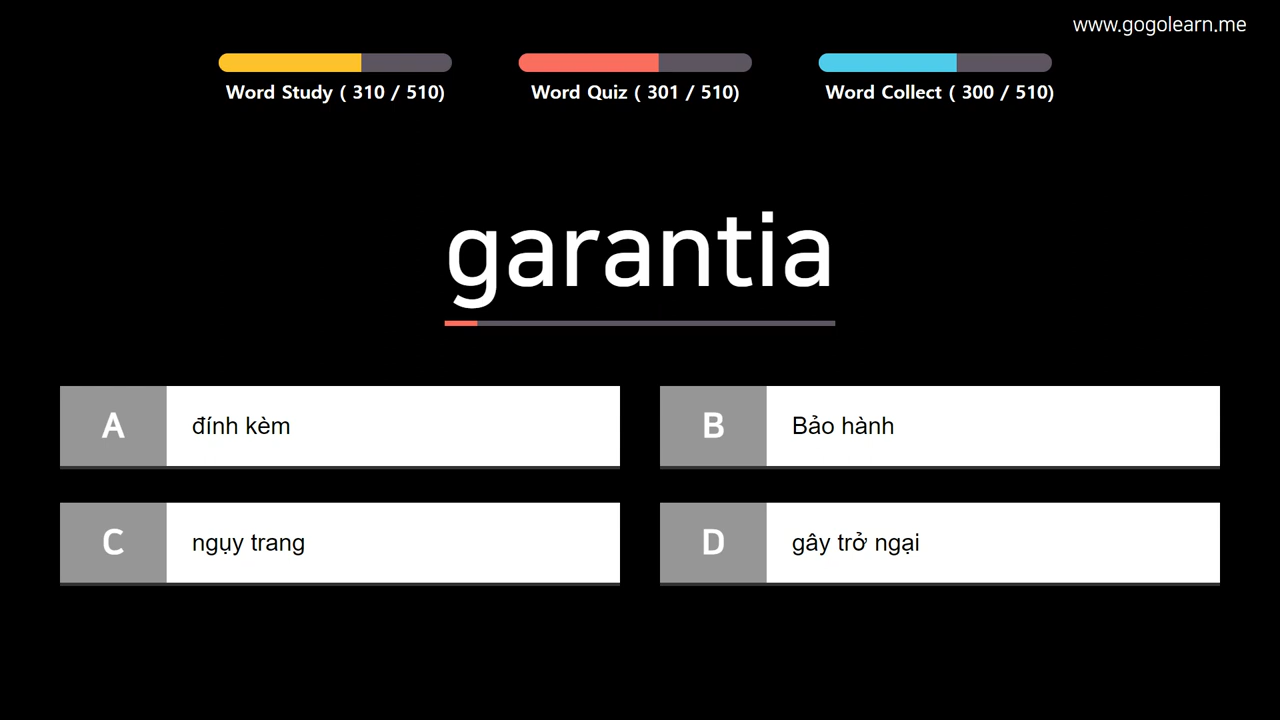 www.gogolearn.me
Word Study ( 310 / 510)
Word Quiz ( 301 / 510)
Word Collect ( 300 / 510)
garantia
A
đính kèm
B
Bảo hành
C
ngụy trang
D
gây trở ngại